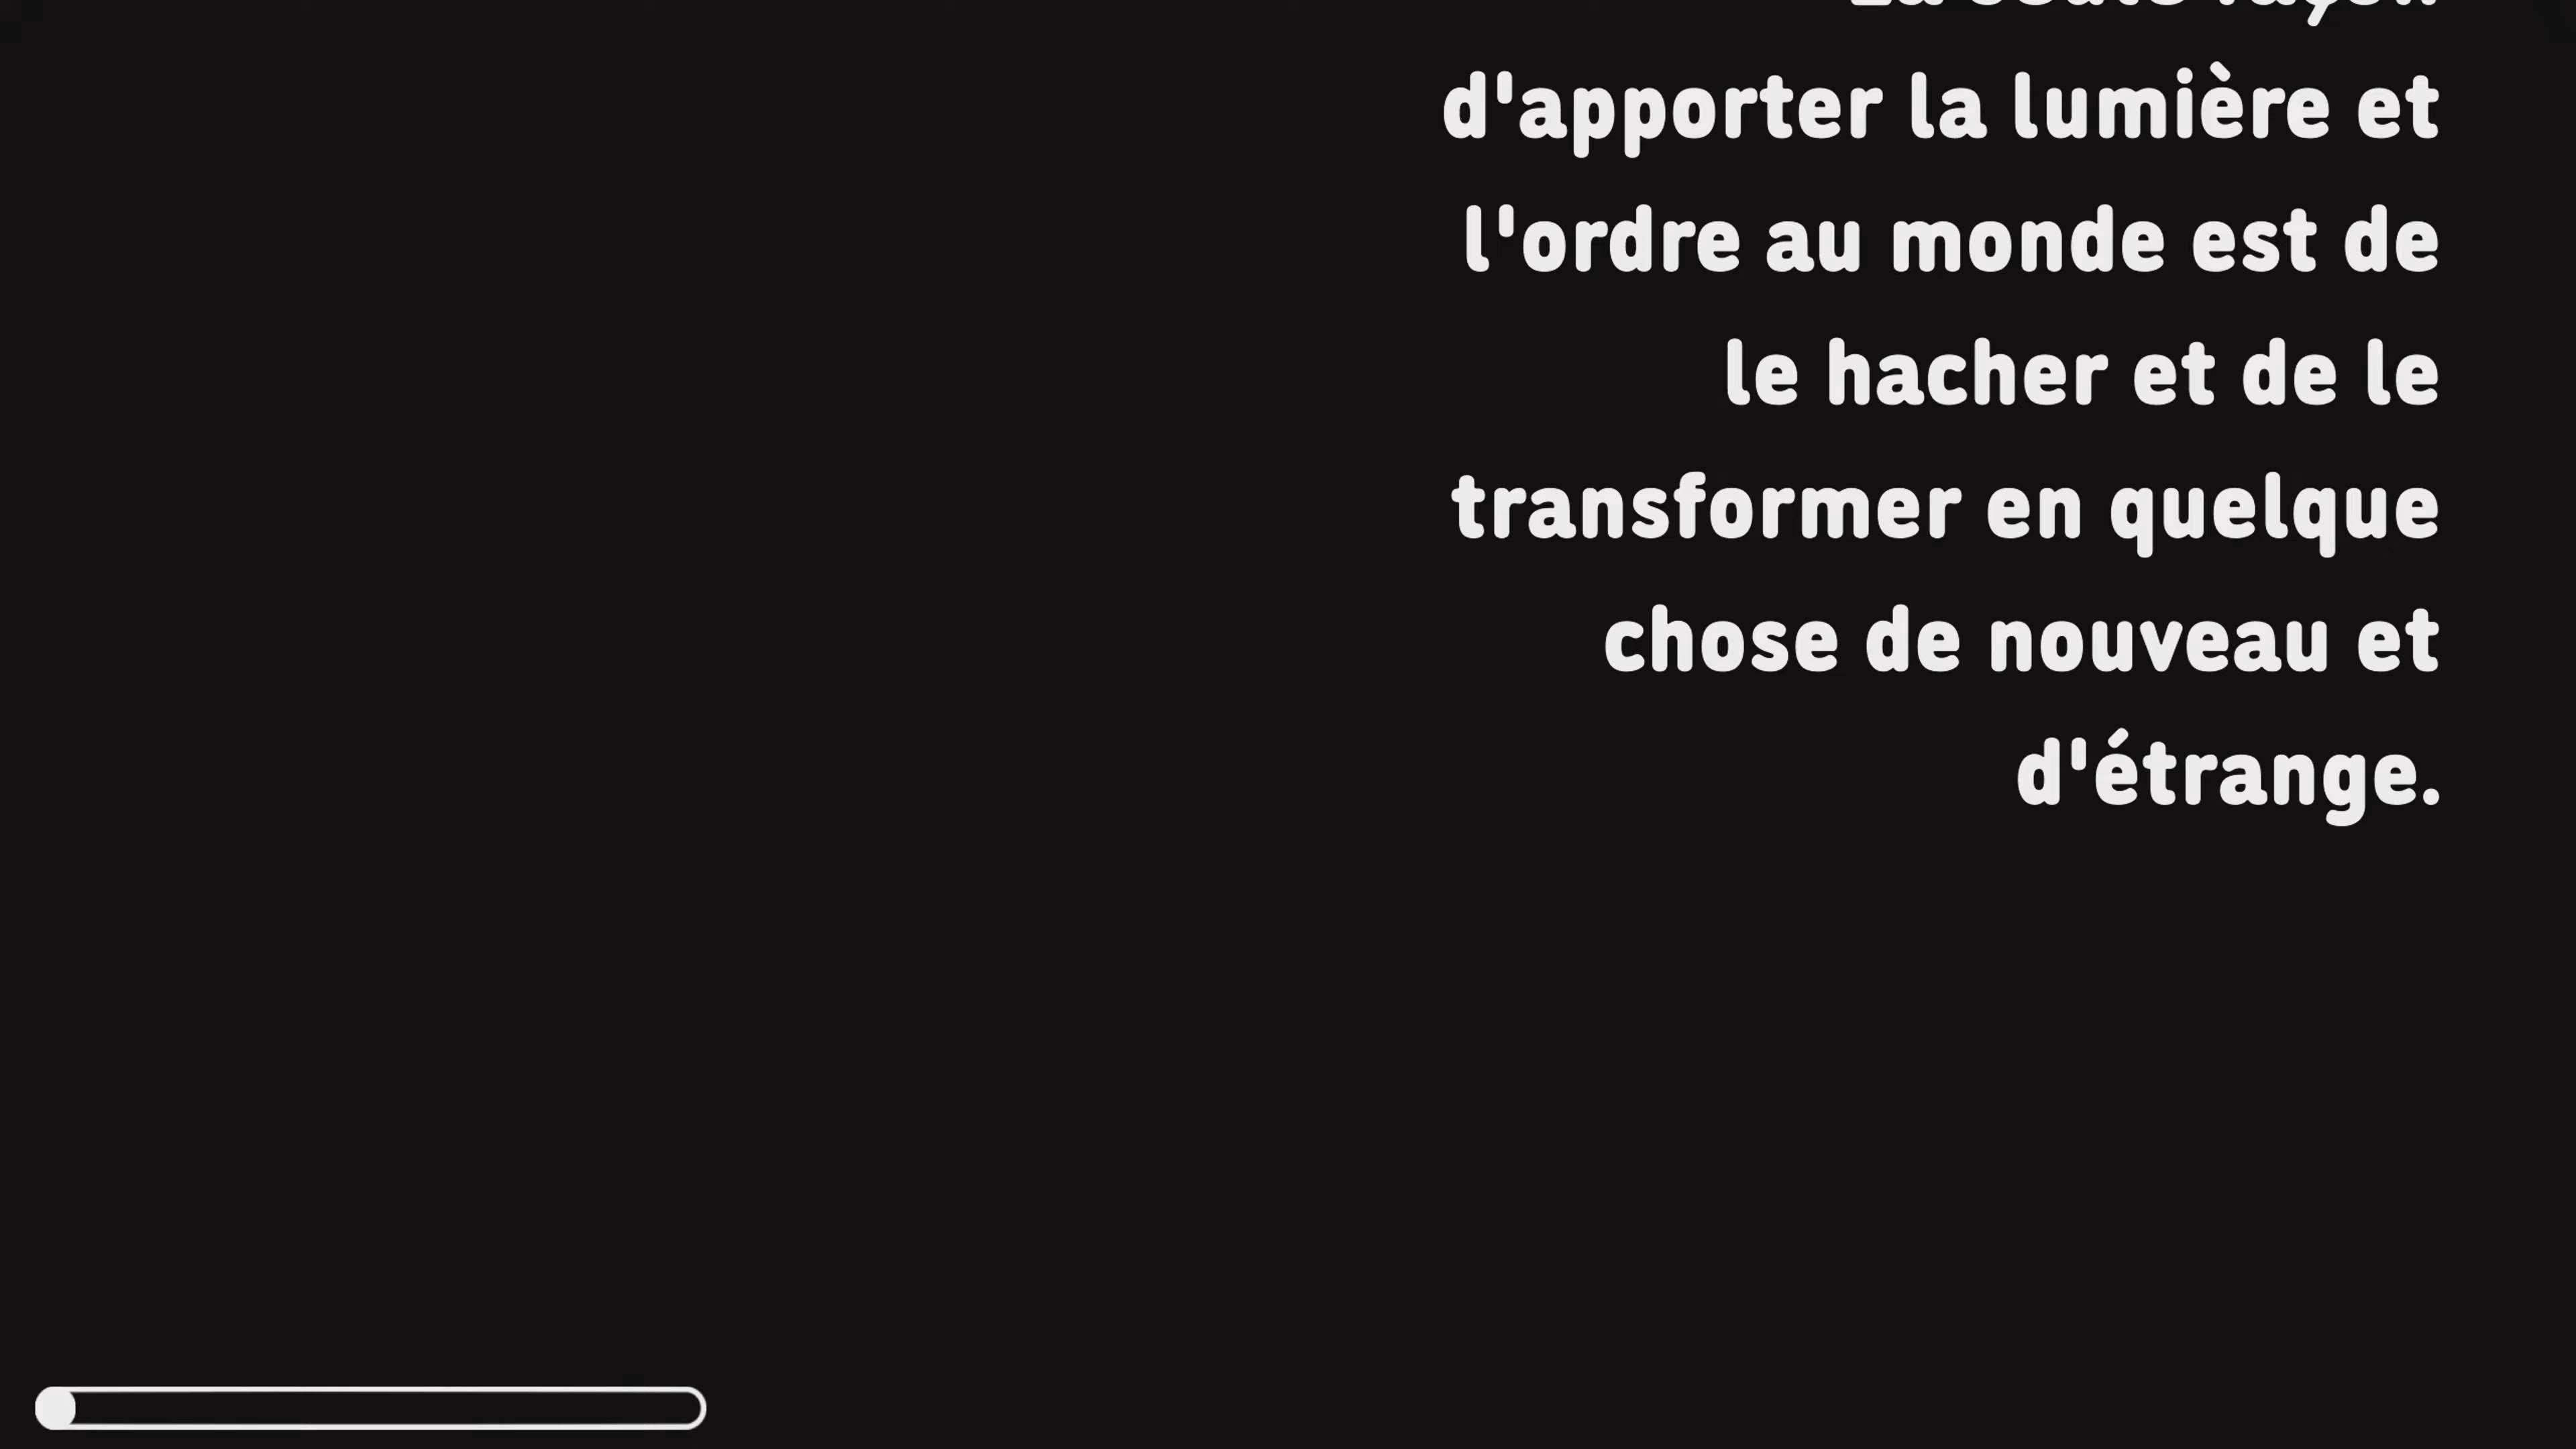 d'apporter la lumière et
l'ordre au monde est de
le hacher et de le
transformer en quelque
chose de nouveau et
d'étrange.